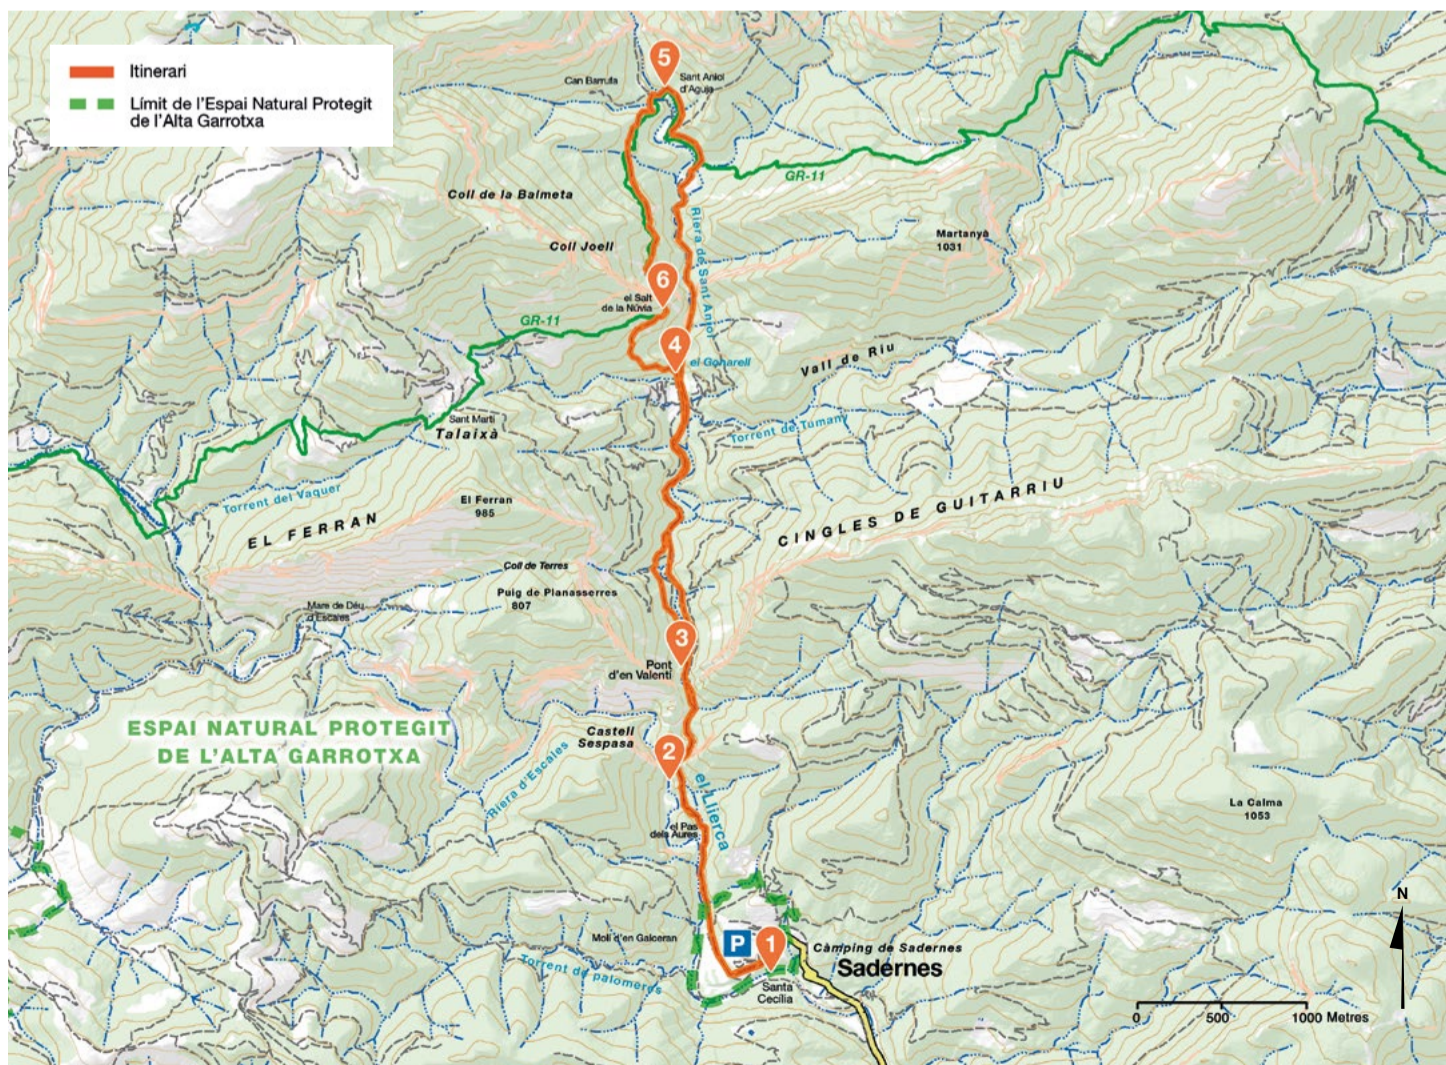 Itinerari
Límit de l'Espai Natural Protegit
de l'Alta Garrotxa
5
Can Barrufa
Sant Aniol
d'Aguja
GR-11
Coll de la Balmeta
Riera de Sant Aniol
Martanyà
1031
Coll Joell
6
el Salt
de la Núvia
GR-11
4
el Gomarell
Vall de Riu
Sant Martí
Talaixà
Torrent de Tumany
Torrent del Vaquer
El Ferran
985
EL FERRAN
CINGLES DE GUITARRIU
Coll de Terres
Puig de Planasserres
807
Mare de Déu
d'Escales
3
Pont
d'en Valentí
ESPAI NATURAL PROTEGIT
DE L'ALTA GARROTXA
Castell
Sespasa
2
Riera d'Escales
el Llierca
La Calma
1053
el Pas
dels Aures
N
Molí d'en Galceran
P
1
Càmping de Sadernes
Sadernes
Torrent de palomeres
Santa
Cecília
0 500 1000 Metres